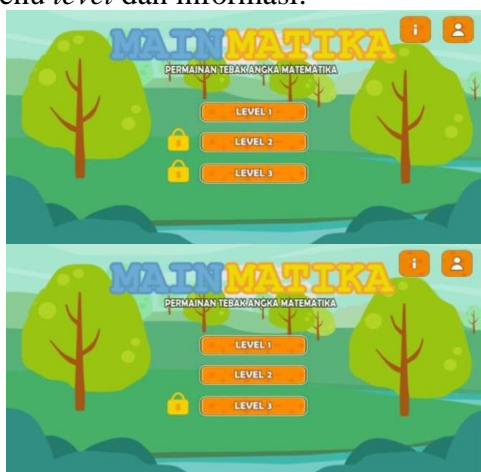 level dan informasi.
MAINMATIKA
PERMAINAN TEBAK ANGKA MATEMATIKA
i
LEVEL 1
LEVEL 2
LEVEL 3
MAINMATIKA
PERMAINAN TEBAK ANGKA MATEMATIKA
i
LEVEL 1
LEVEL 2
LEVEL 3